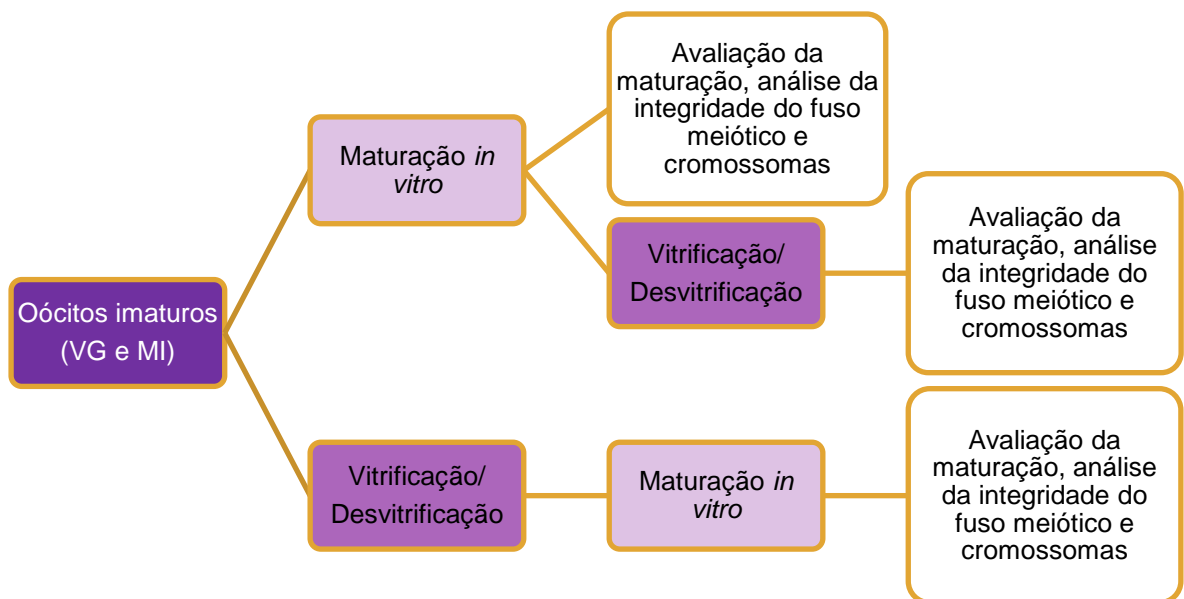 Avaliação da
maturação, análise da
integridade do fuso
meiótico e
cromossomas
Maturação in
vitro
Avaliação da
maturação, análise
da integridade do
fuso meiótico e
cromossomas
Vitrificação/
Desvitrificação
Oócitos imaturos
(VG e MI)
Avaliação da
maturação, análise
da integridade do
fuso meiótico e
cromossomas
Vitrificação/
Desvitrificação
Maturação in
vitro